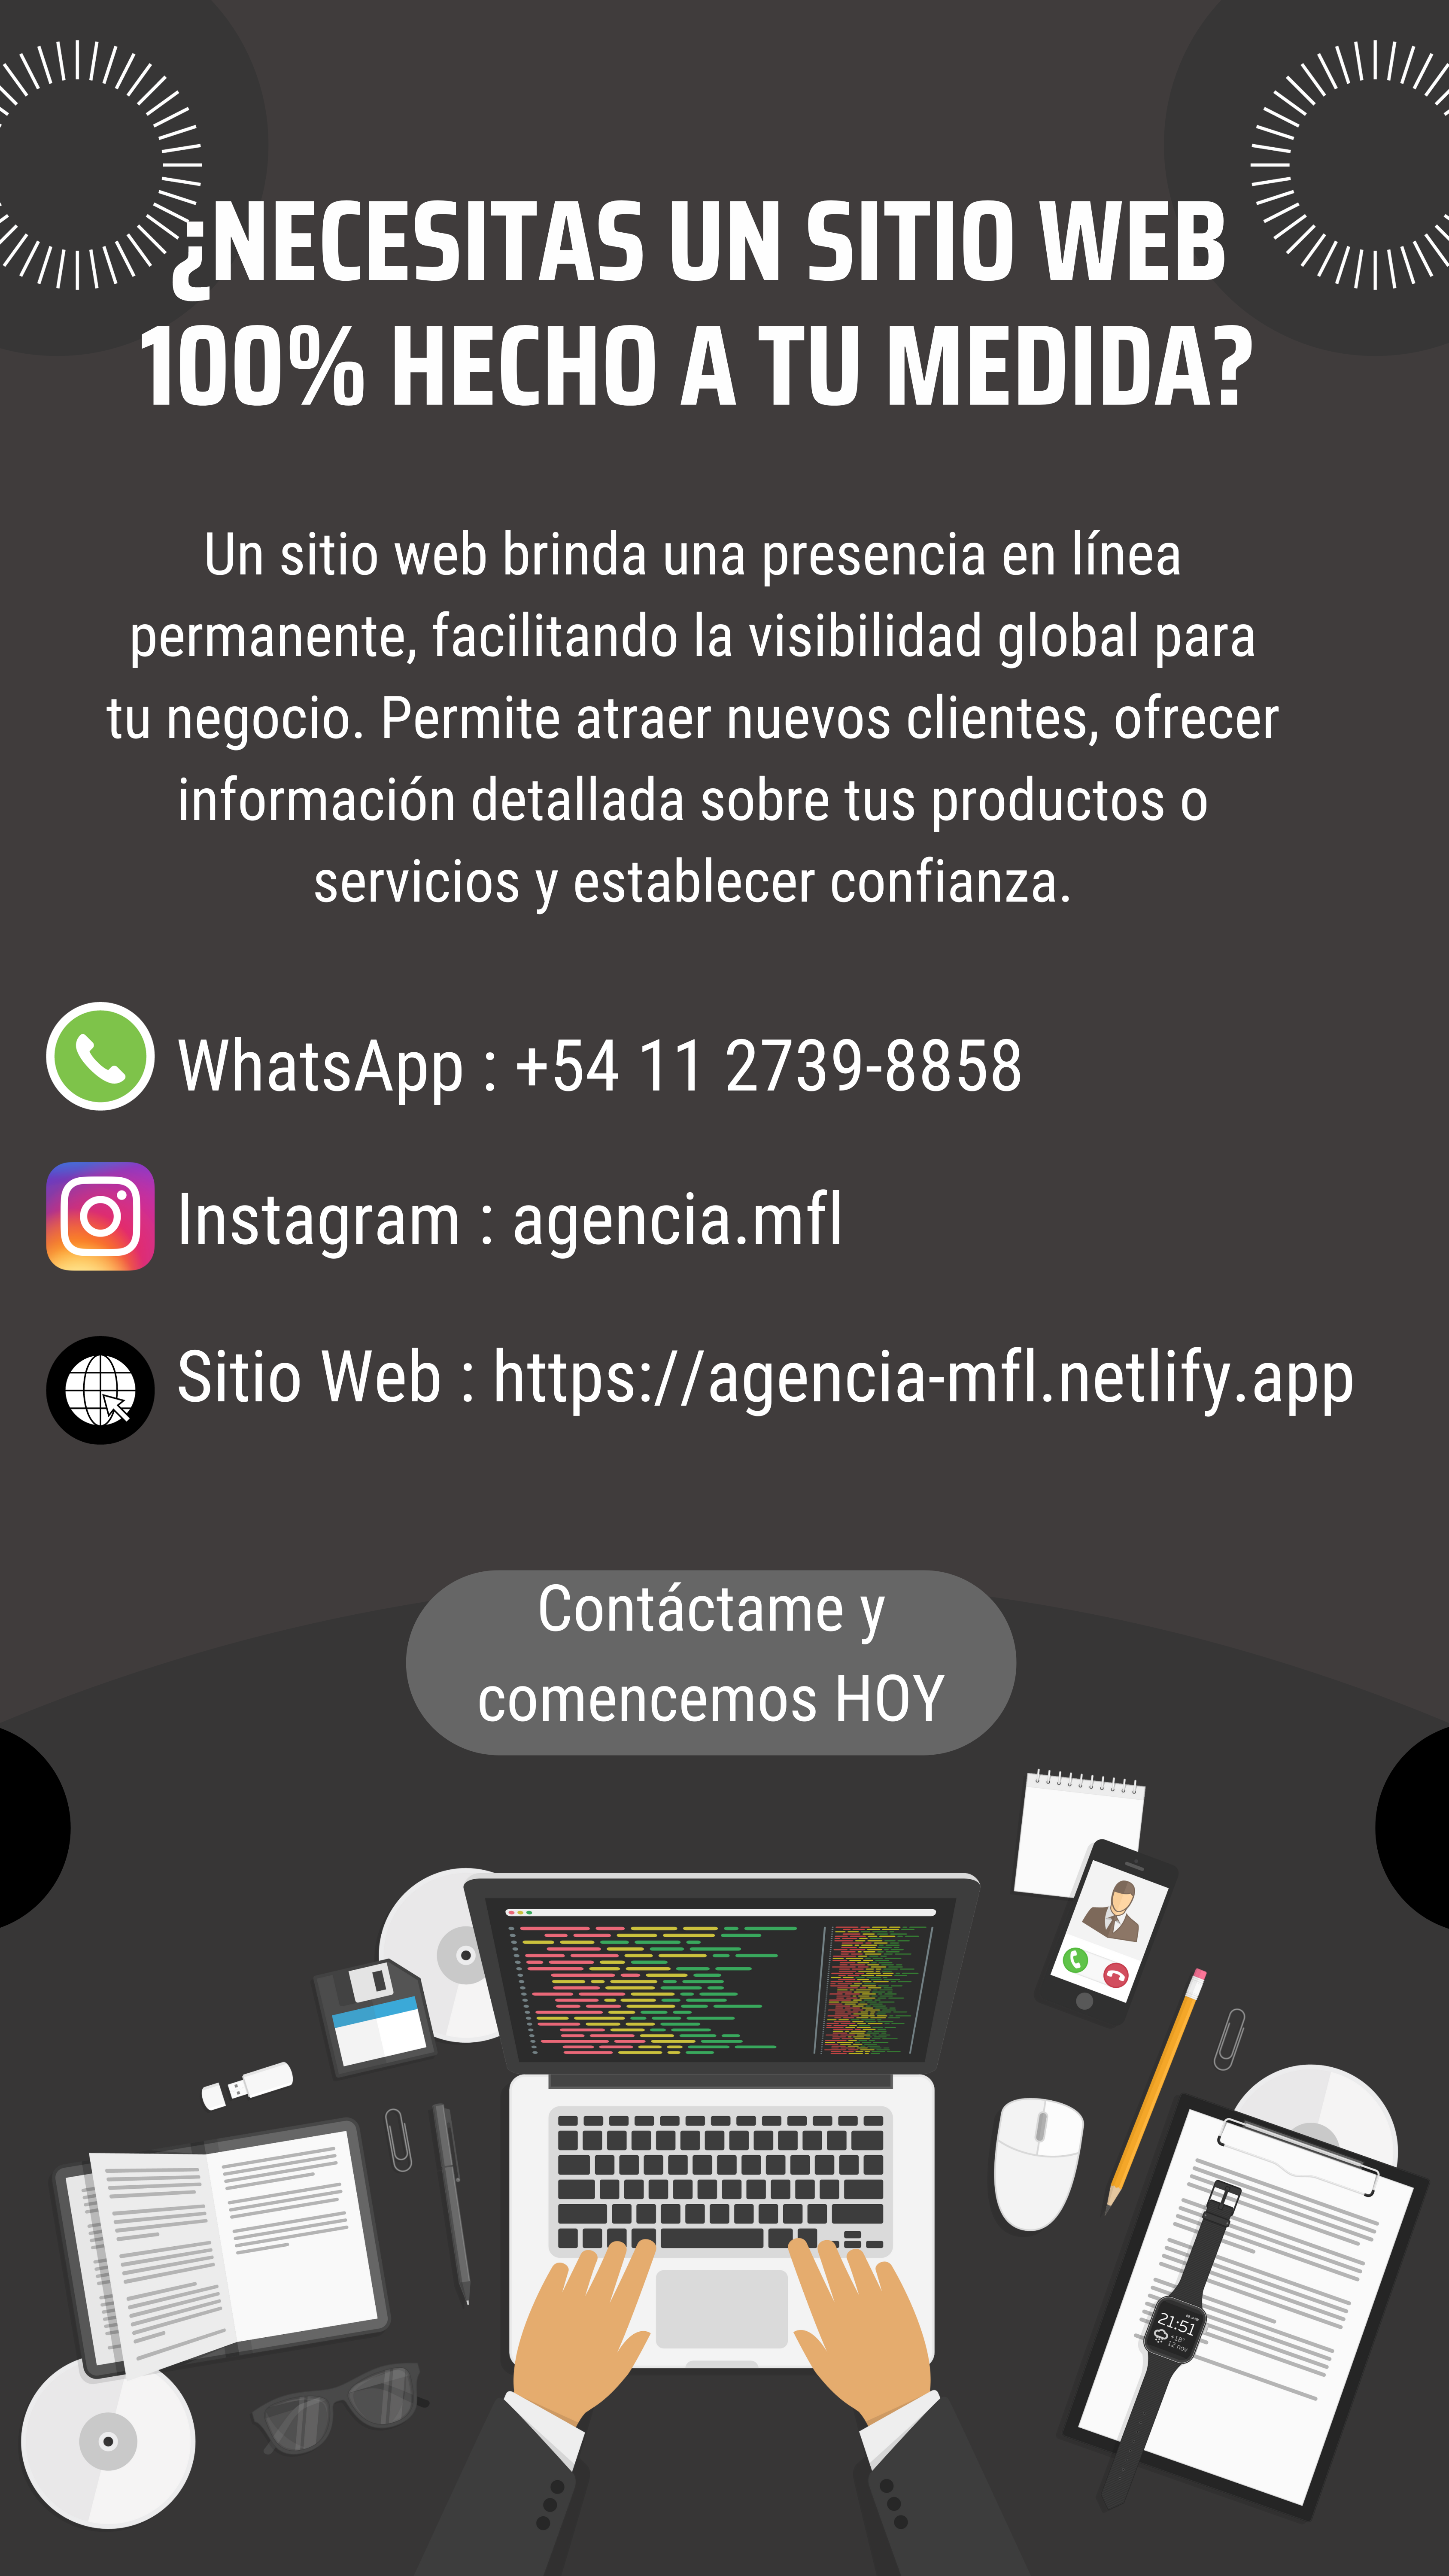 ¿NECESITAS UN SITIO WEB
100% HECHO A TU MEDIDA?
Un sitio web brinda una presencia en línea
permanente, facilitando la visibilidad global para
tu negocio. Permite atraer nuevos clientes, ofrecer
información detallada sobre tus productos o
servicios y establecer confianza.
WhatsApp : +54 11 2739-8858
Instagram : agencia.mfl
Sitio Web : https://agencia-mfl.netlify.app
Contáctame y
comencemos HOY
21:51
+18°
12 nov